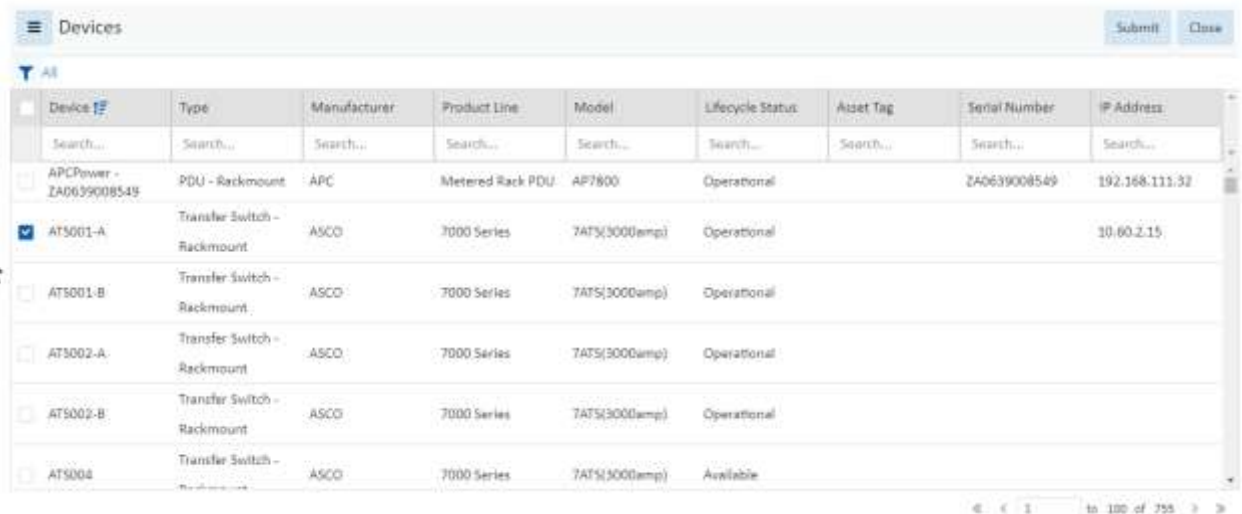 Devices Submit Close
All
Device Type Manufacturer Product Line Model Lifecycle Status Asset Tag Serial Number IP Address
Search... Search... Search... Search... Search... Search... Search... Search... Search...
APCPower - ZA0639008549 PDU - Rackmount APC Metered Rack PDU AP7800 Operational ZA0639008549 192.168.111.32
ATS001-A Transfer Switch - Rackmount ASCO 7000 Series 7ATS(3000amp) Operational 10.60.2.15
ATS001-B Transfer Switch - Rackmount ASCO 7000 Series 7ATS(3000amp) Operational
ATS002-A Transfer Switch - Rackmount ASCO 7000 Series 7ATS(3000amp) Operational
ATS002-B Transfer Switch - Rackmount ASCO 7000 Series 7ATS(3000amp) Operational
ATS004 Transfer Switch - ASCO 7000 Series 7ATS(3000amp) Available
1 to 100 of 755